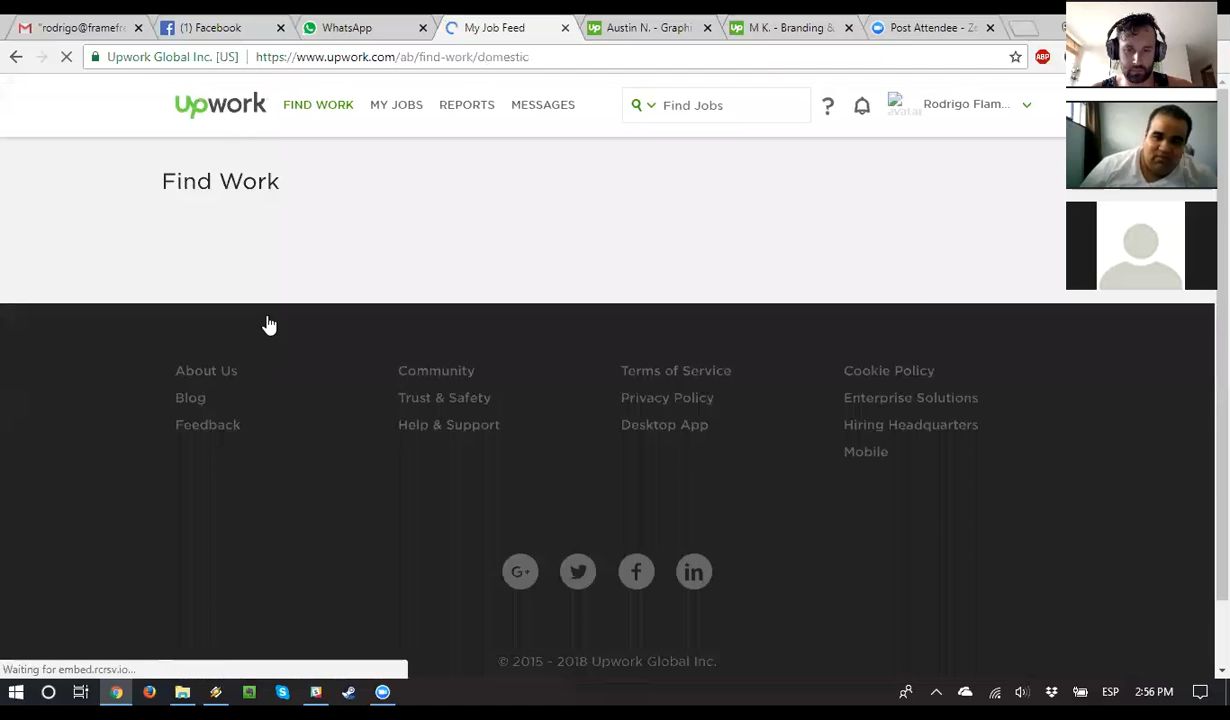 "rodrigo@framefr
(1) Facebook
WhatsApp
My Job Feed
Austin N. - Graphi
M K. - Branding &
Post Attendee - Ze
Upwork Global Inc. [US]
https://www.upwork.com/ab/find-work/domestic
ABP
Upwork
FIND WORK
MY JOBS
REPORTS
MESSAGES
Find Jobs
?
avatar
Rodrigo Flam...
Find Work
About Us
Community
Terms of Service
Cookie Policy
Blog
Trust & Safety
Privacy Policy
Enterprise Solutions
Feedback
Help & Support
Desktop App
Hiring Headquarters
Mobile
G+
f
in
© 2015 - 2018 Upwork Global Inc.
Waiting for embed.rcrsv.io...
ESP
2:56 PM